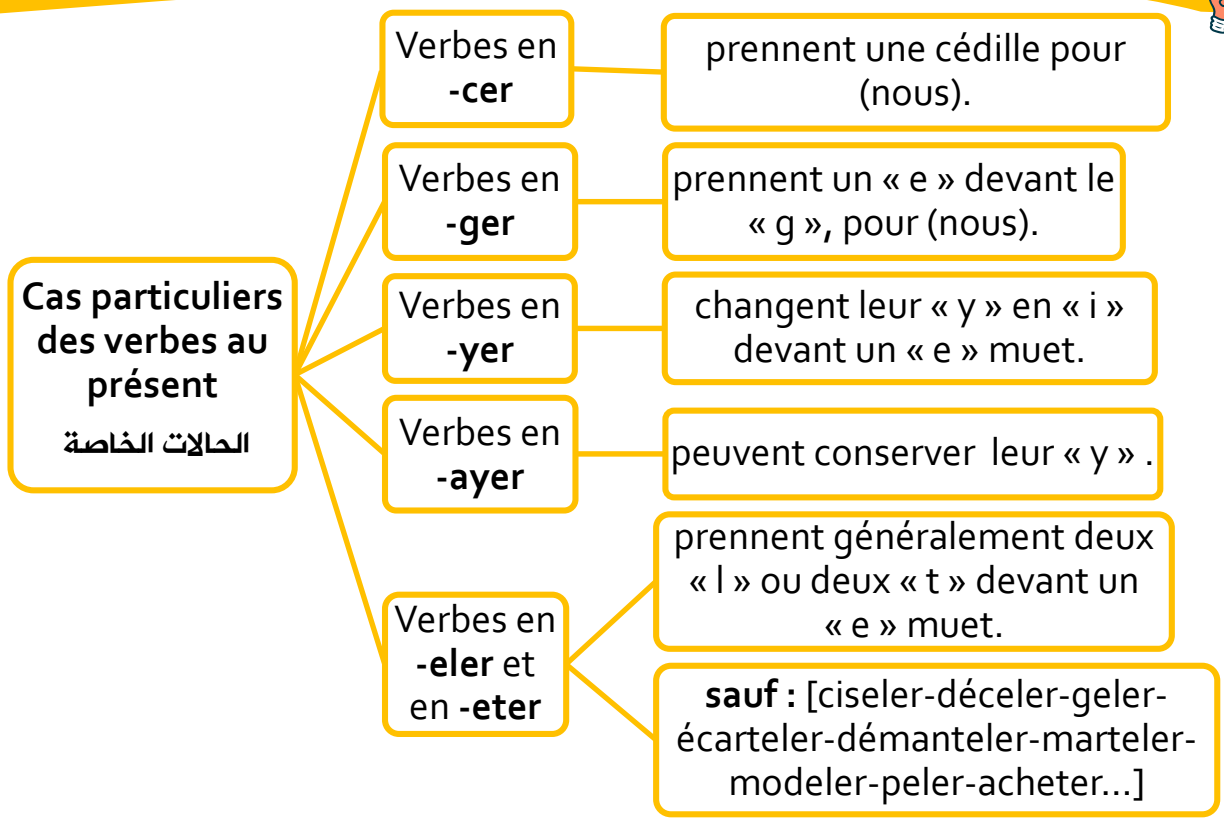 Cas particuliers
des verbes au
présent
الحالات الخاصة
Verbes en
-cer
prennent une cédille pour
(nous).
Verbes en
-ger
prennent un « e » devant le
« g », pour (nous).
Verbes en
-yer
changent leur « y » en « i »
devant un « e » muet.
Verbes en
-ayer
peuvent conserver leur « y » .
Verbes en
-eler et
en -eter
prennent généralement deux
« l » ou deux « t » devant un
« e » muet.
sauf : [ciseler-déceler-geler-
écarteler-démanteler-marteler-
modeler-peler-acheter...]